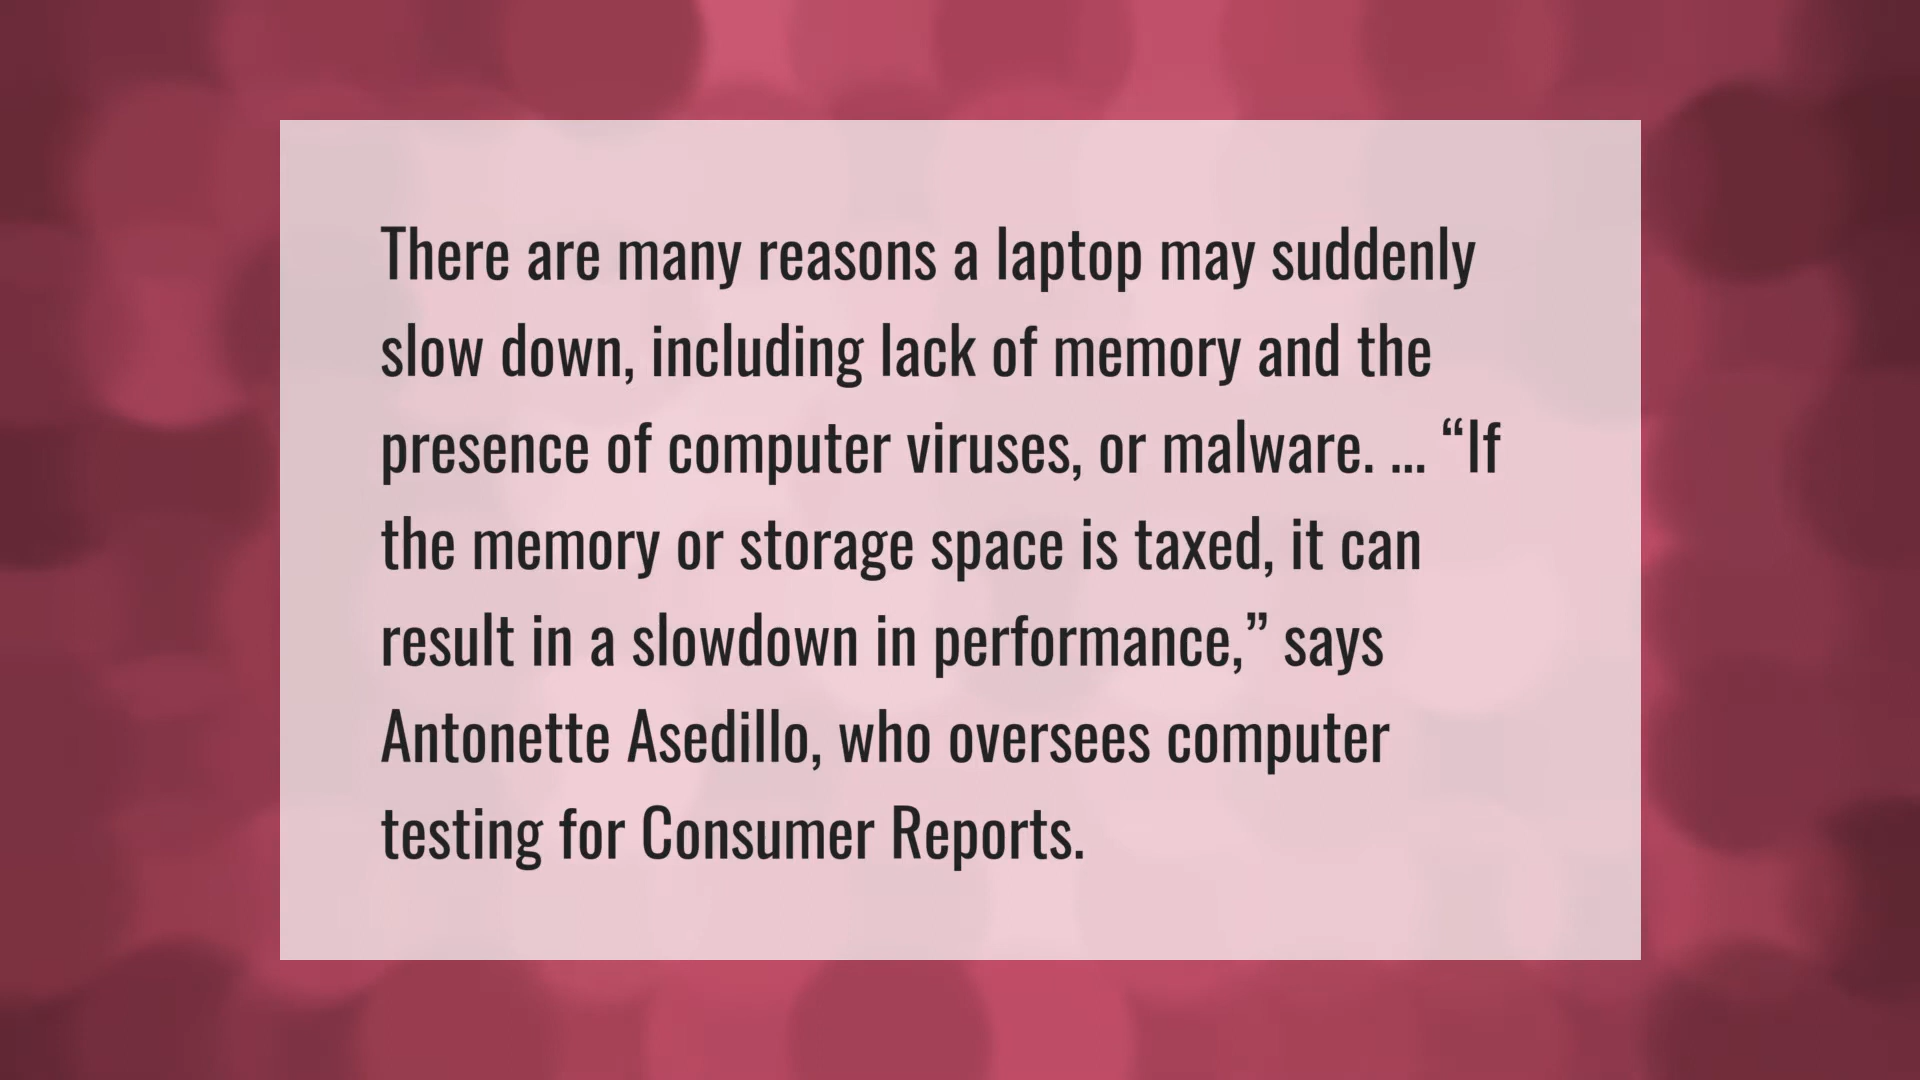 There are many reasons a laptop may suddenly
slow down, including lack of memory and the
presence of computer viruses, or malware. ... “If
the memory or storage space is taxed, it can
result in a slowdown in performance,” says
Antonette Asedillo, who oversees computer
testing for Consumer Reports.